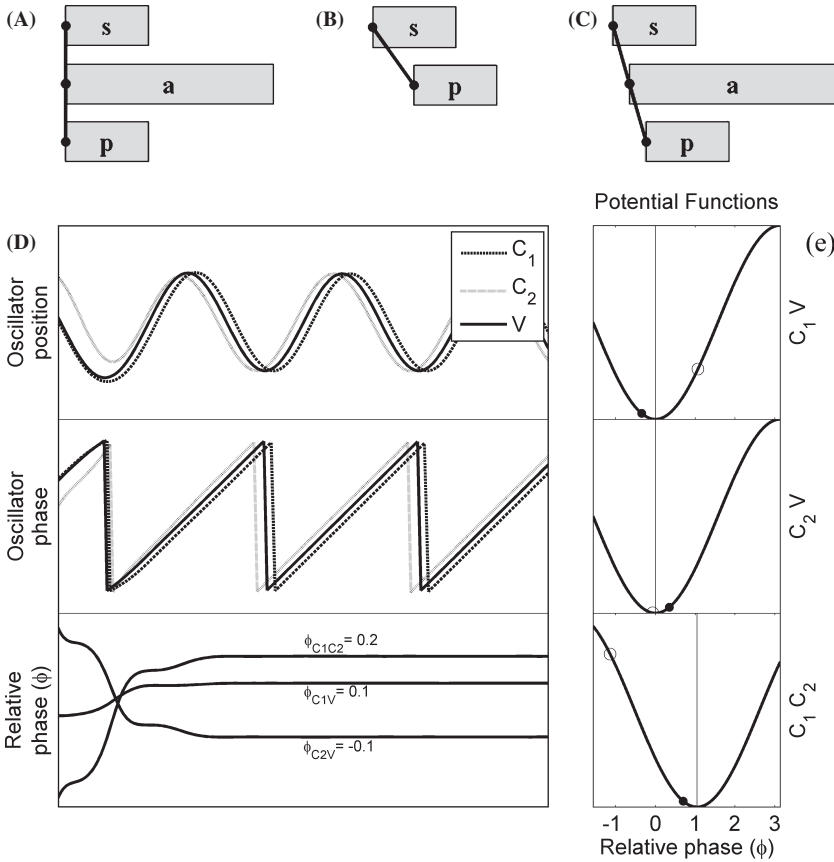 (A)
s
a
p
(B)
s
p
(C)
s
a
p
Potential Functions
(D)
(e)
C1
C2
V
Oscillator
position
Oscillator
phase
Relative
phase (ϕ)
ϕC1C2= 0.2
ϕC1V= 0.1
ϕC2V= -0.1
C1 V
C2 V
C1 C2
-1 0 1 2 3
Relative phase (ϕ)